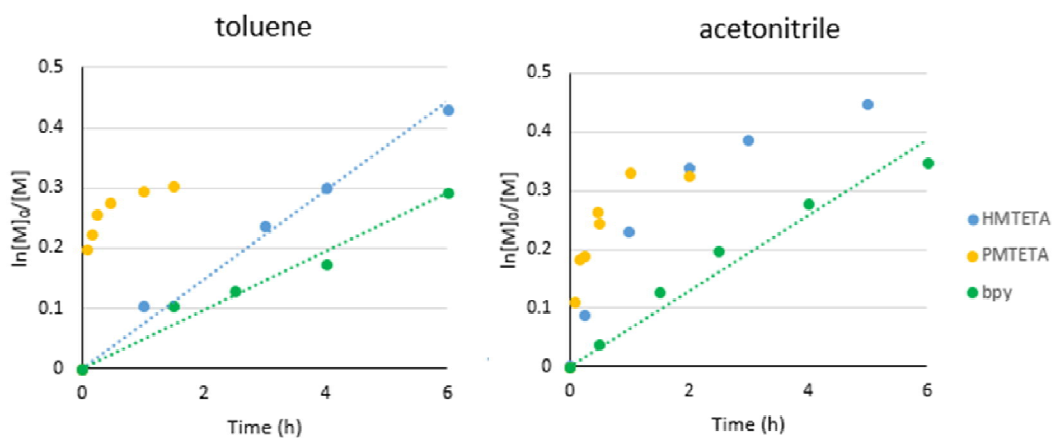 toluene
ln[M]₀/[M]
0.5
0.4
0.3
0.2
0.1
0
0 2 4 6
Time (h)
acetonitrile
ln[M]₀/[M]
0.5
0.4
0.3
0.2
0.1
0
0 2 4 6
Time (h)
HMTETA
PMTETA
bpy